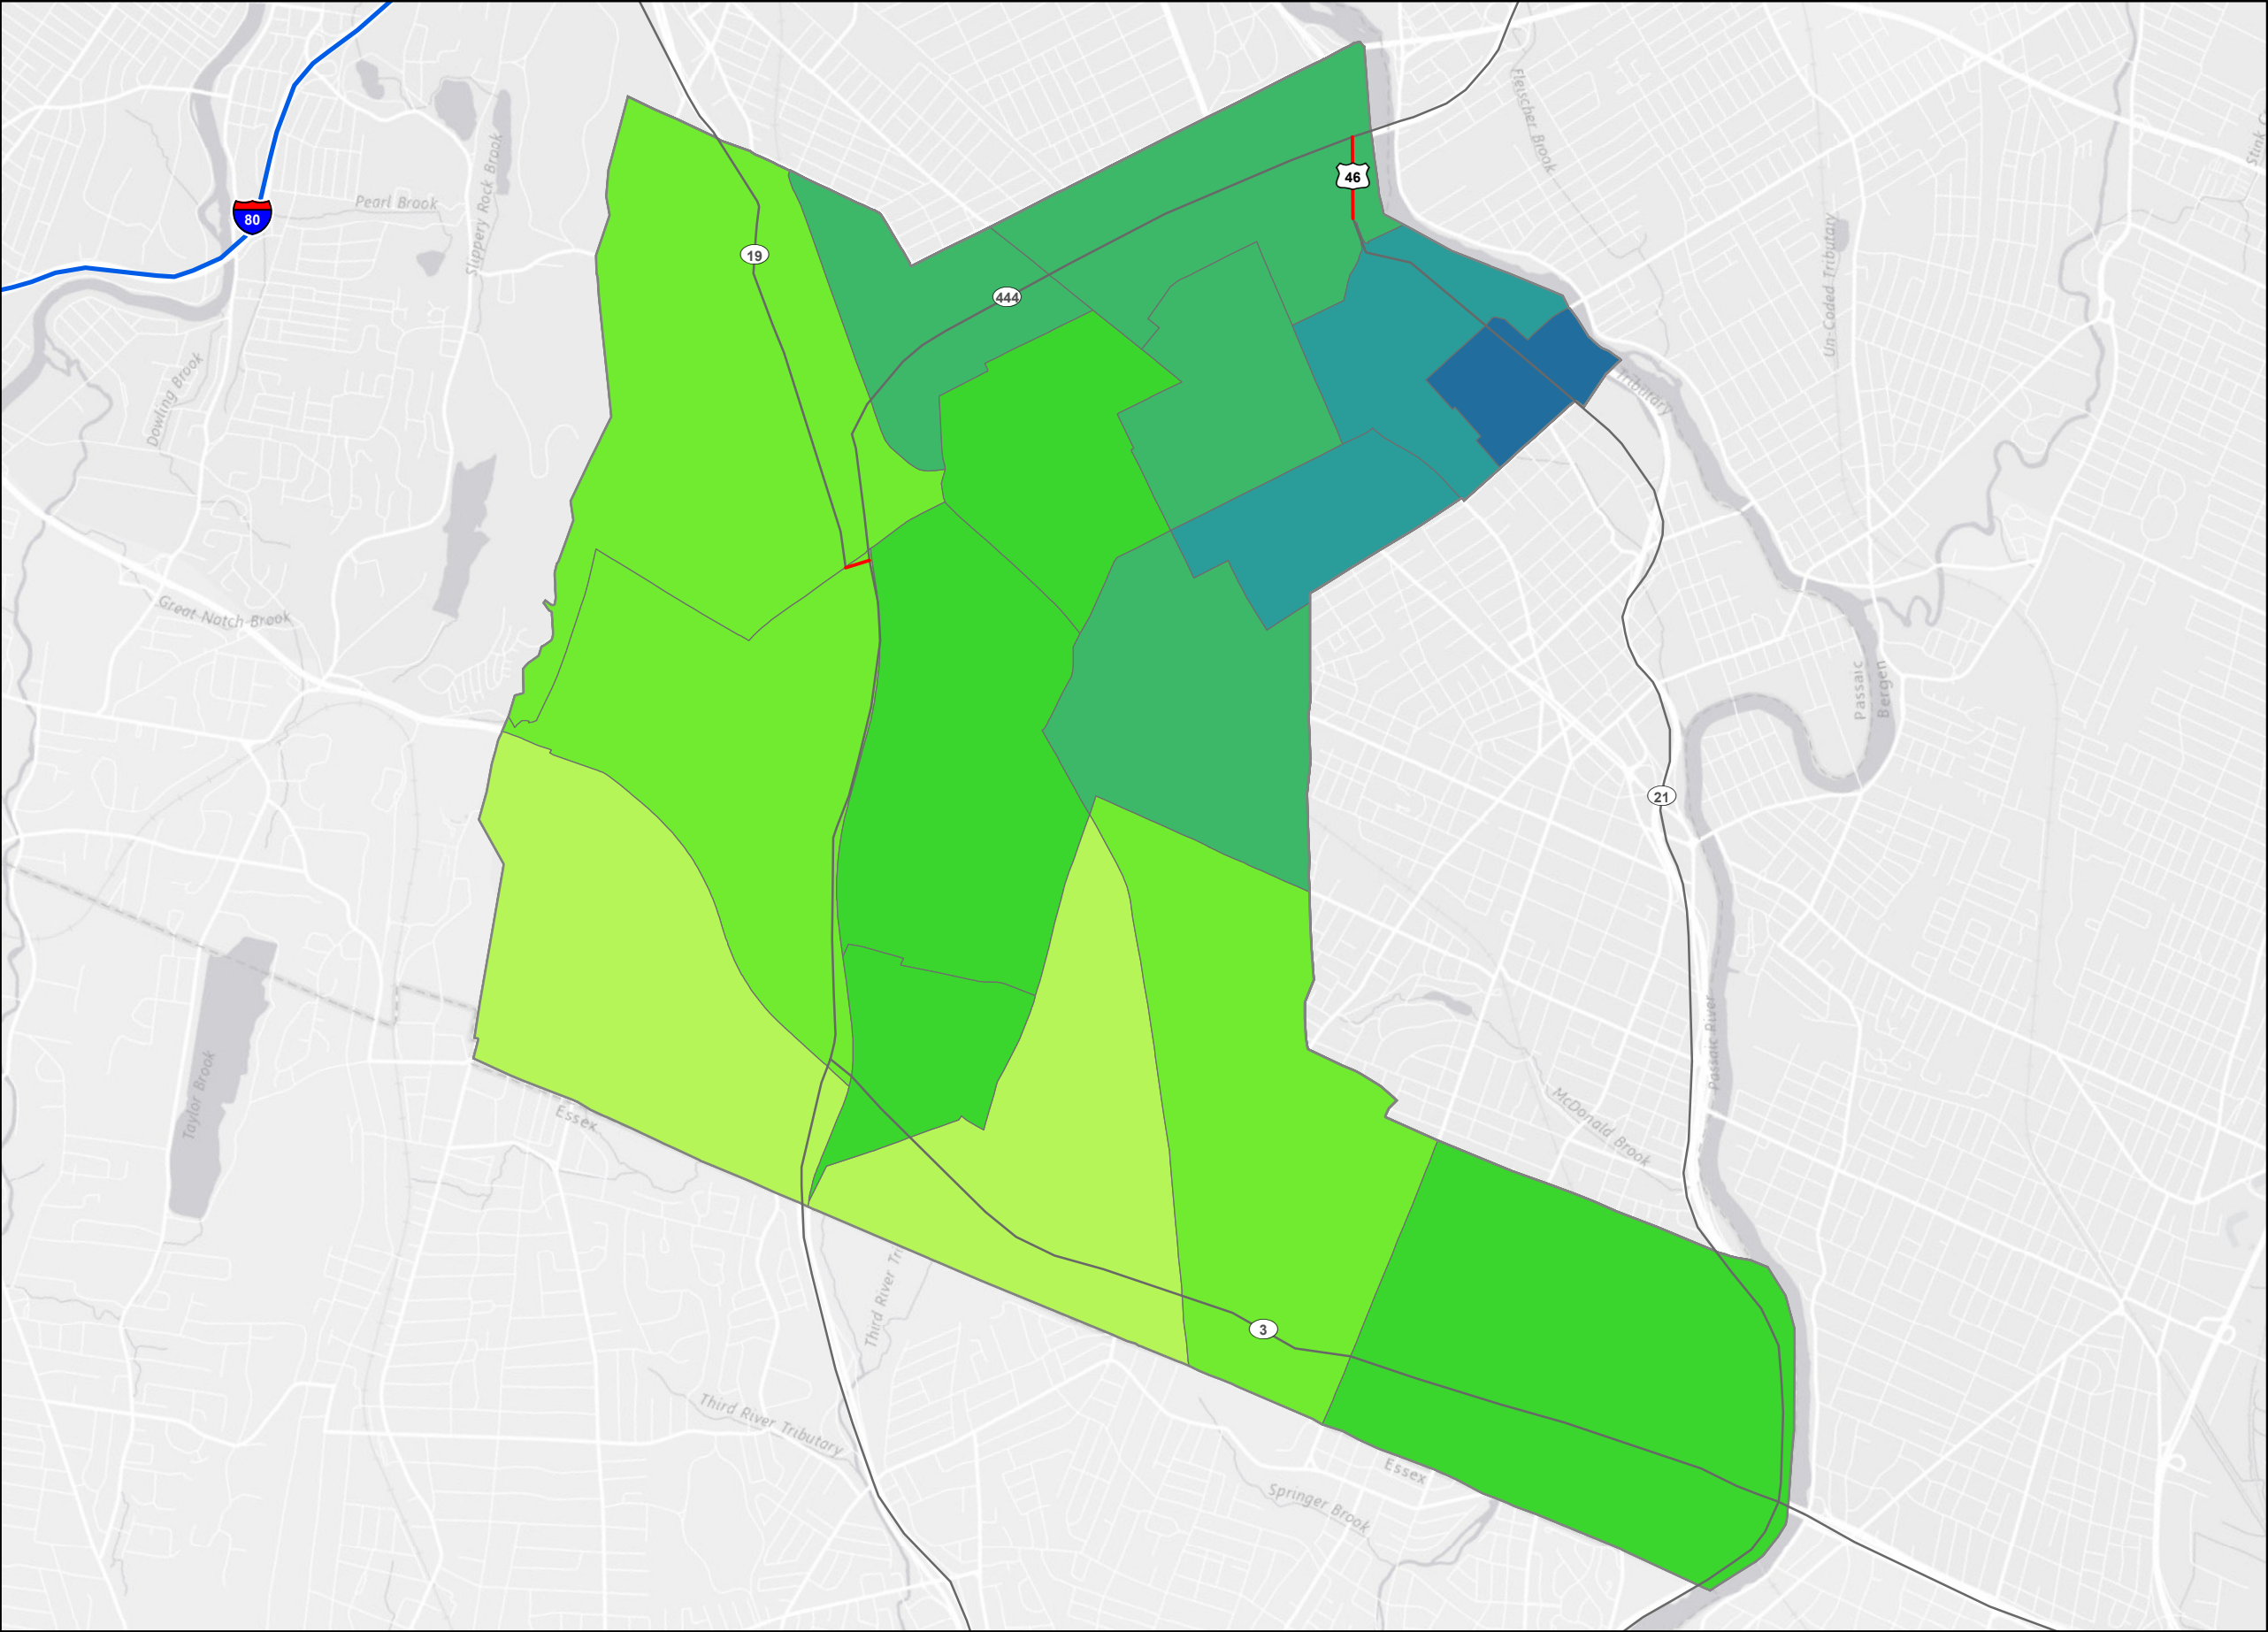 Fleischer Brook
Stink C
Slippery Rock Brook
46
Pearl Brook
80
Un-Coded Tributary
19
444
Dowling Brook
Tributary
Great Notch Brook
Passaic
Bergen
21
Passaic River
Taylor Brook
Essex
McDonald Brook
Third River Tri
3
Third River Tributary
Essex
Springer Brook